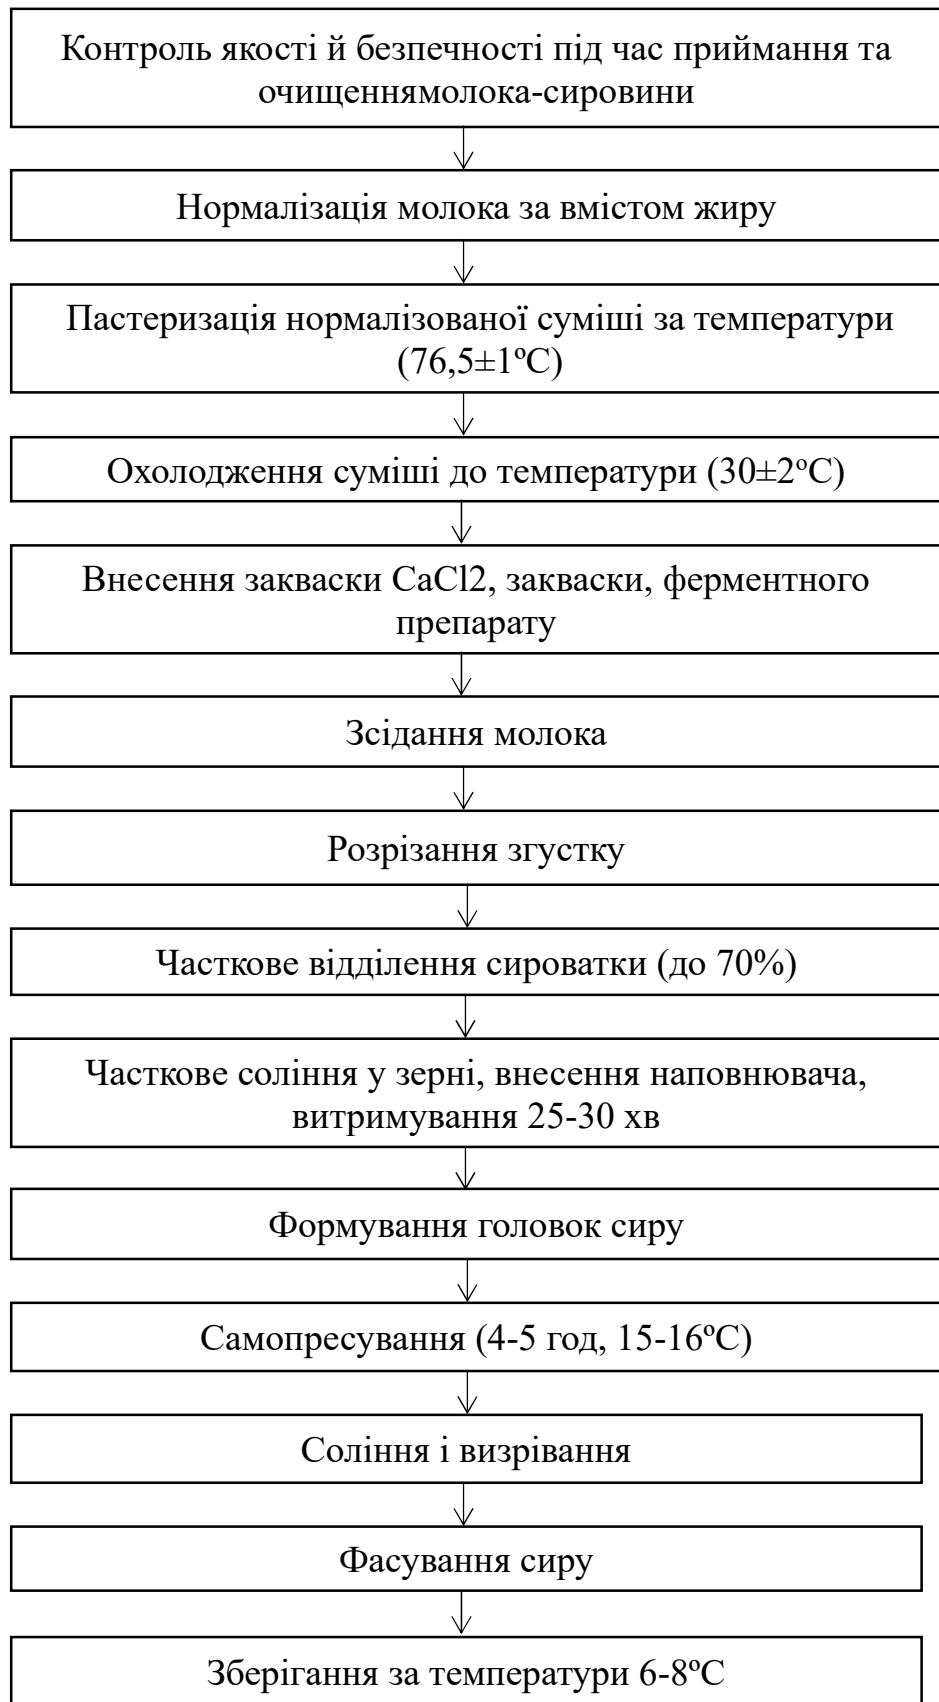 Контроль якості й безпечності під час приймання та
очищеннямолока-сировини
Нормалізація молока за вмістом жиру
Пастеризація нормалізованої суміші за температури
(76,5±1ºС)
Охолодження суміші до температури (30±2ºС)
Внесення закваски CaCl2, закваски, ферментного
препарату
Зсідання молока
Розрізання згустку
Часткове відділення сироватки (до 70%)
Часткове соління у зерні, внесення наповнювача,
витримування 25-30 хв
Формування головок сиру
Самопресування (4-5 год, 15-16ºС)
Соління і визрівання
Фасування сиру
Зберігання за температури 6-8ºС